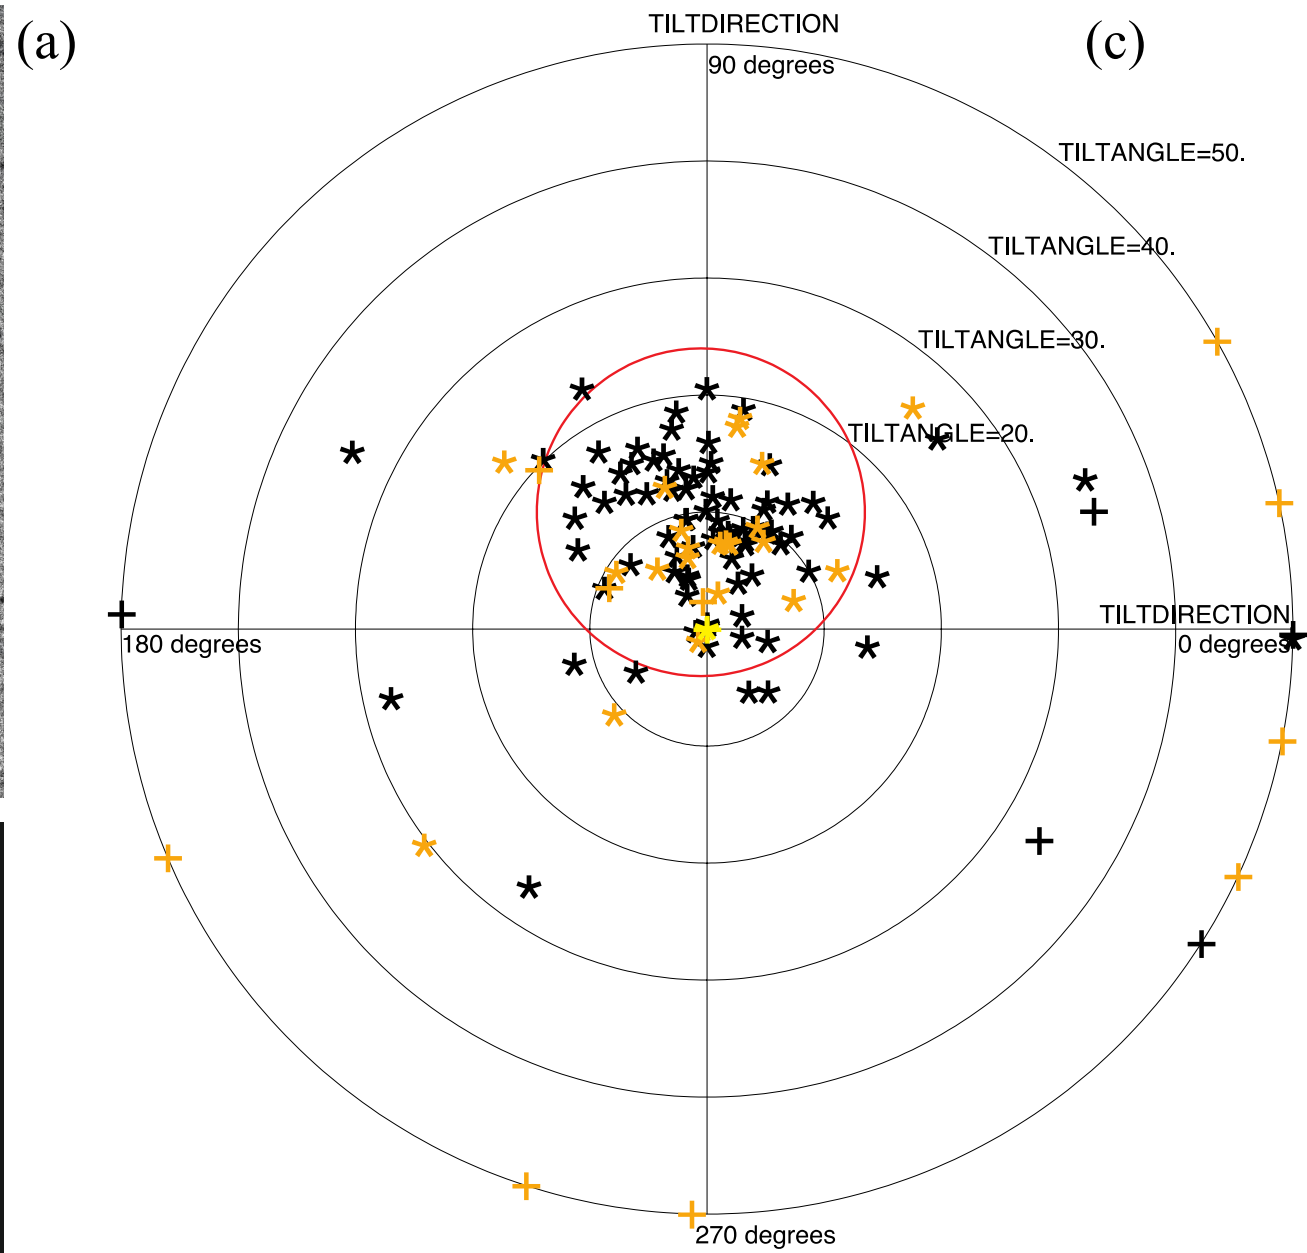 (a)
TILTDIRECTION
(c)
90 degrees
TILTANGLE=50.
TILTANGLE=40.
TILTANGLE=30.
TILTANGLE=20.
TILTDIRECTION
180 degrees
0 degrees
270 degrees